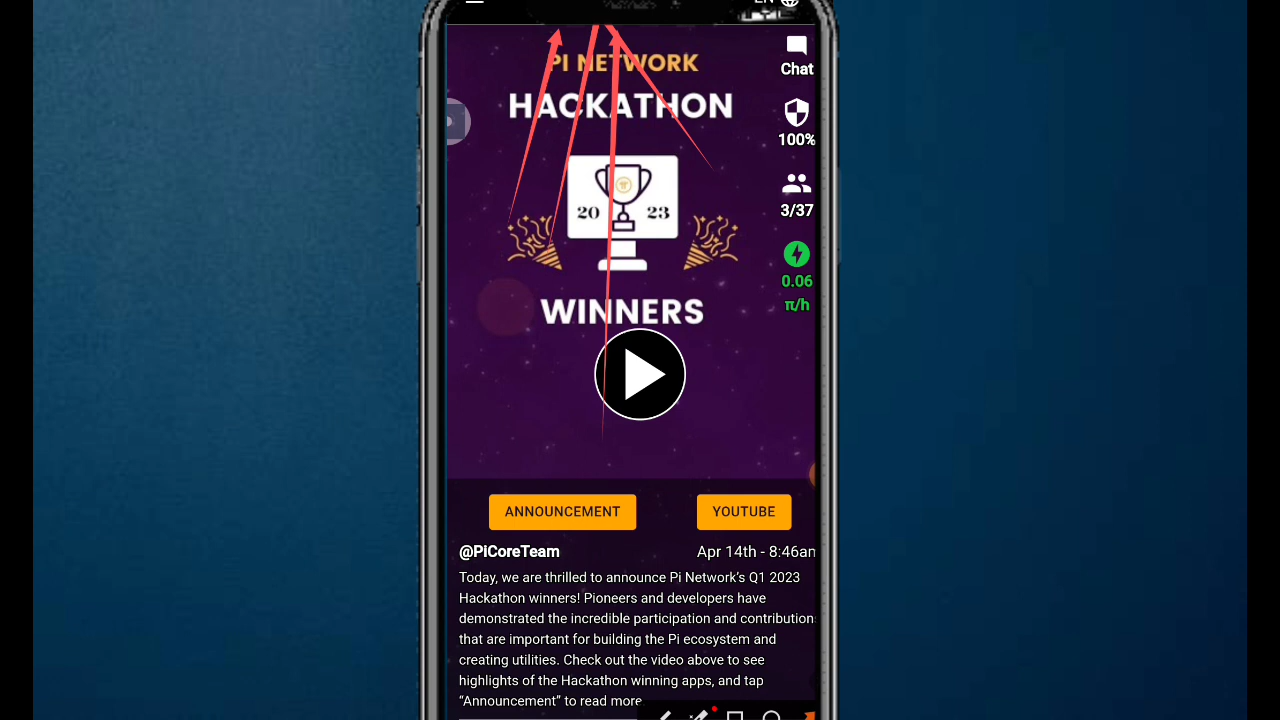 EN
PI NETWORK
HACKATHON
Chat
100%
20 23
3/37
0.06
π/h
WINNERS
ANNOUNCEMENT
YOUTUBE
@PiCoreTeam
Apr 14th - 8:46am
Today, we are thrilled to announce Pi Network's Q1 2023
Hackathon winners! Pioneers and developers have
demonstrated the incredible participation and contributions
that are important for building the Pi ecosystem and
creating utilities. Check out the video above to see
highlights of the Hackathon winning apps, and tap
“Announcement” to read more